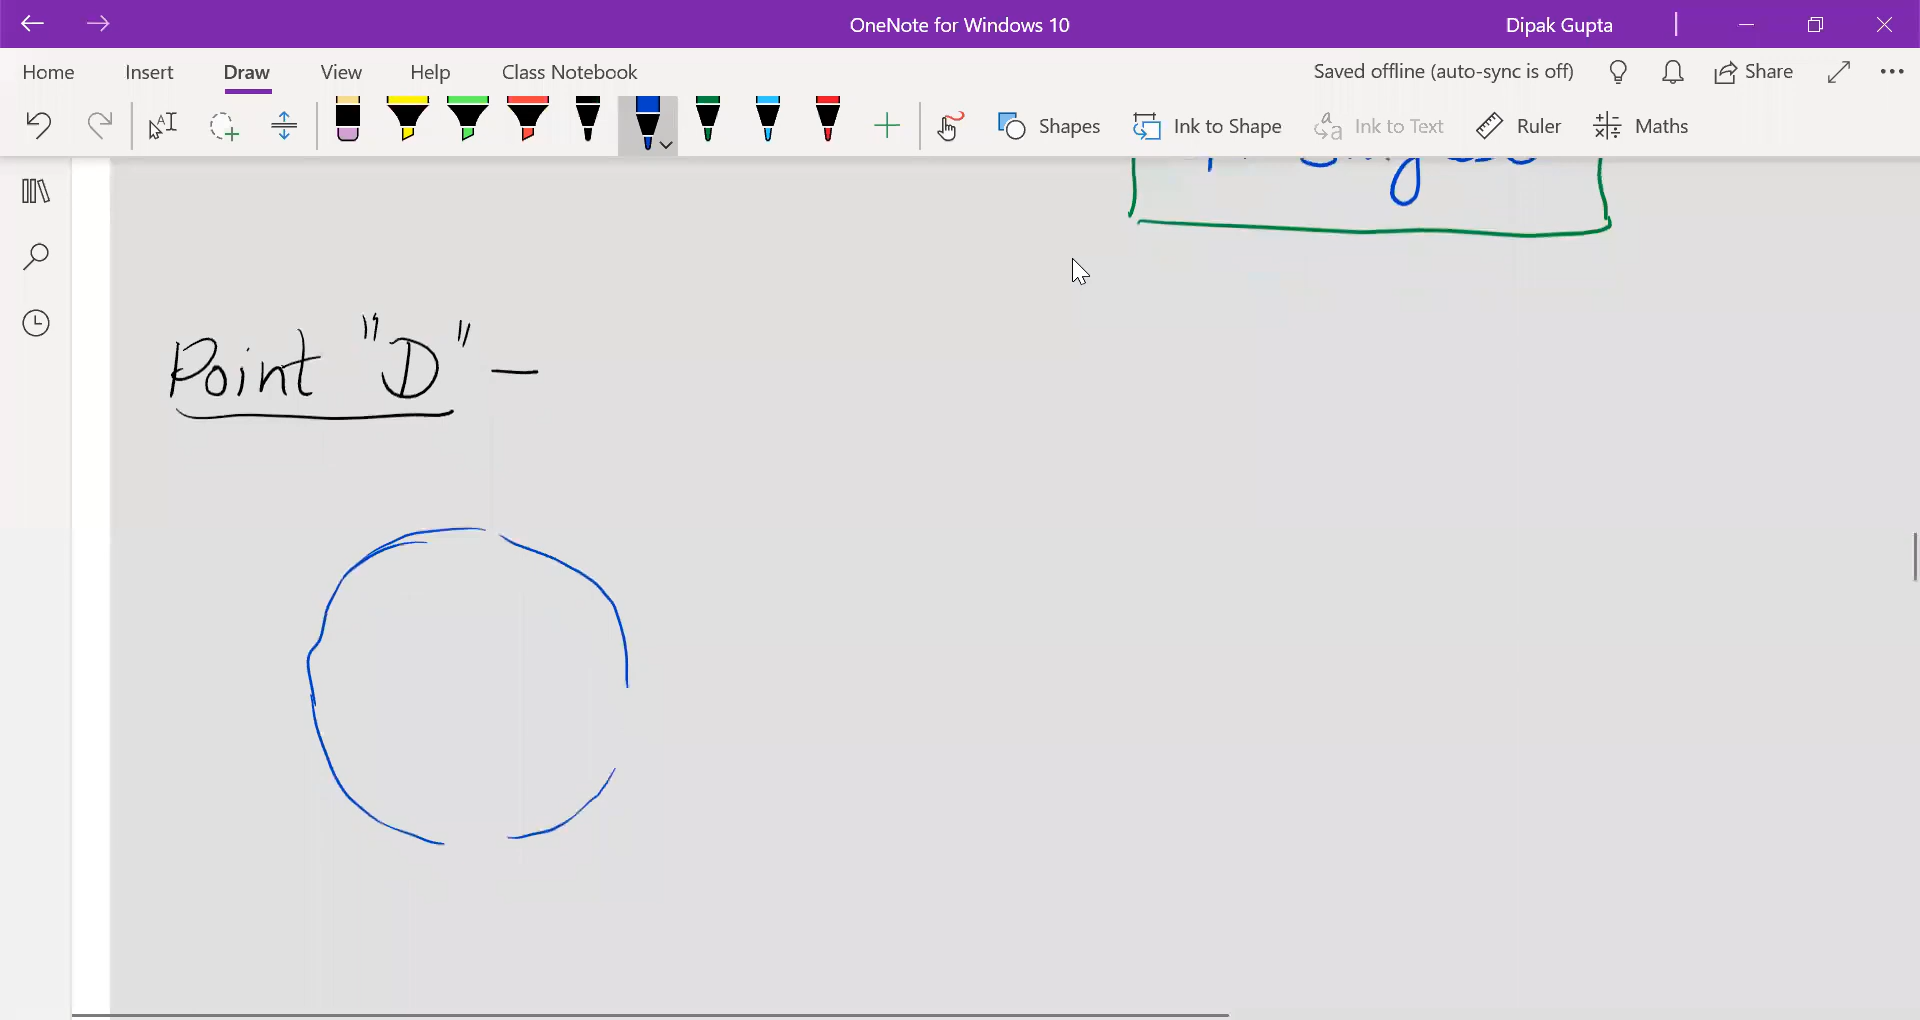 OneNote for Windows 10
Dipak Gupta
Home Insert Draw View Help Class Notebook
Saved offline (auto-sync is off) Share
Shapes Ink to Shape Ink to Text Ruler Maths
Point "D" —